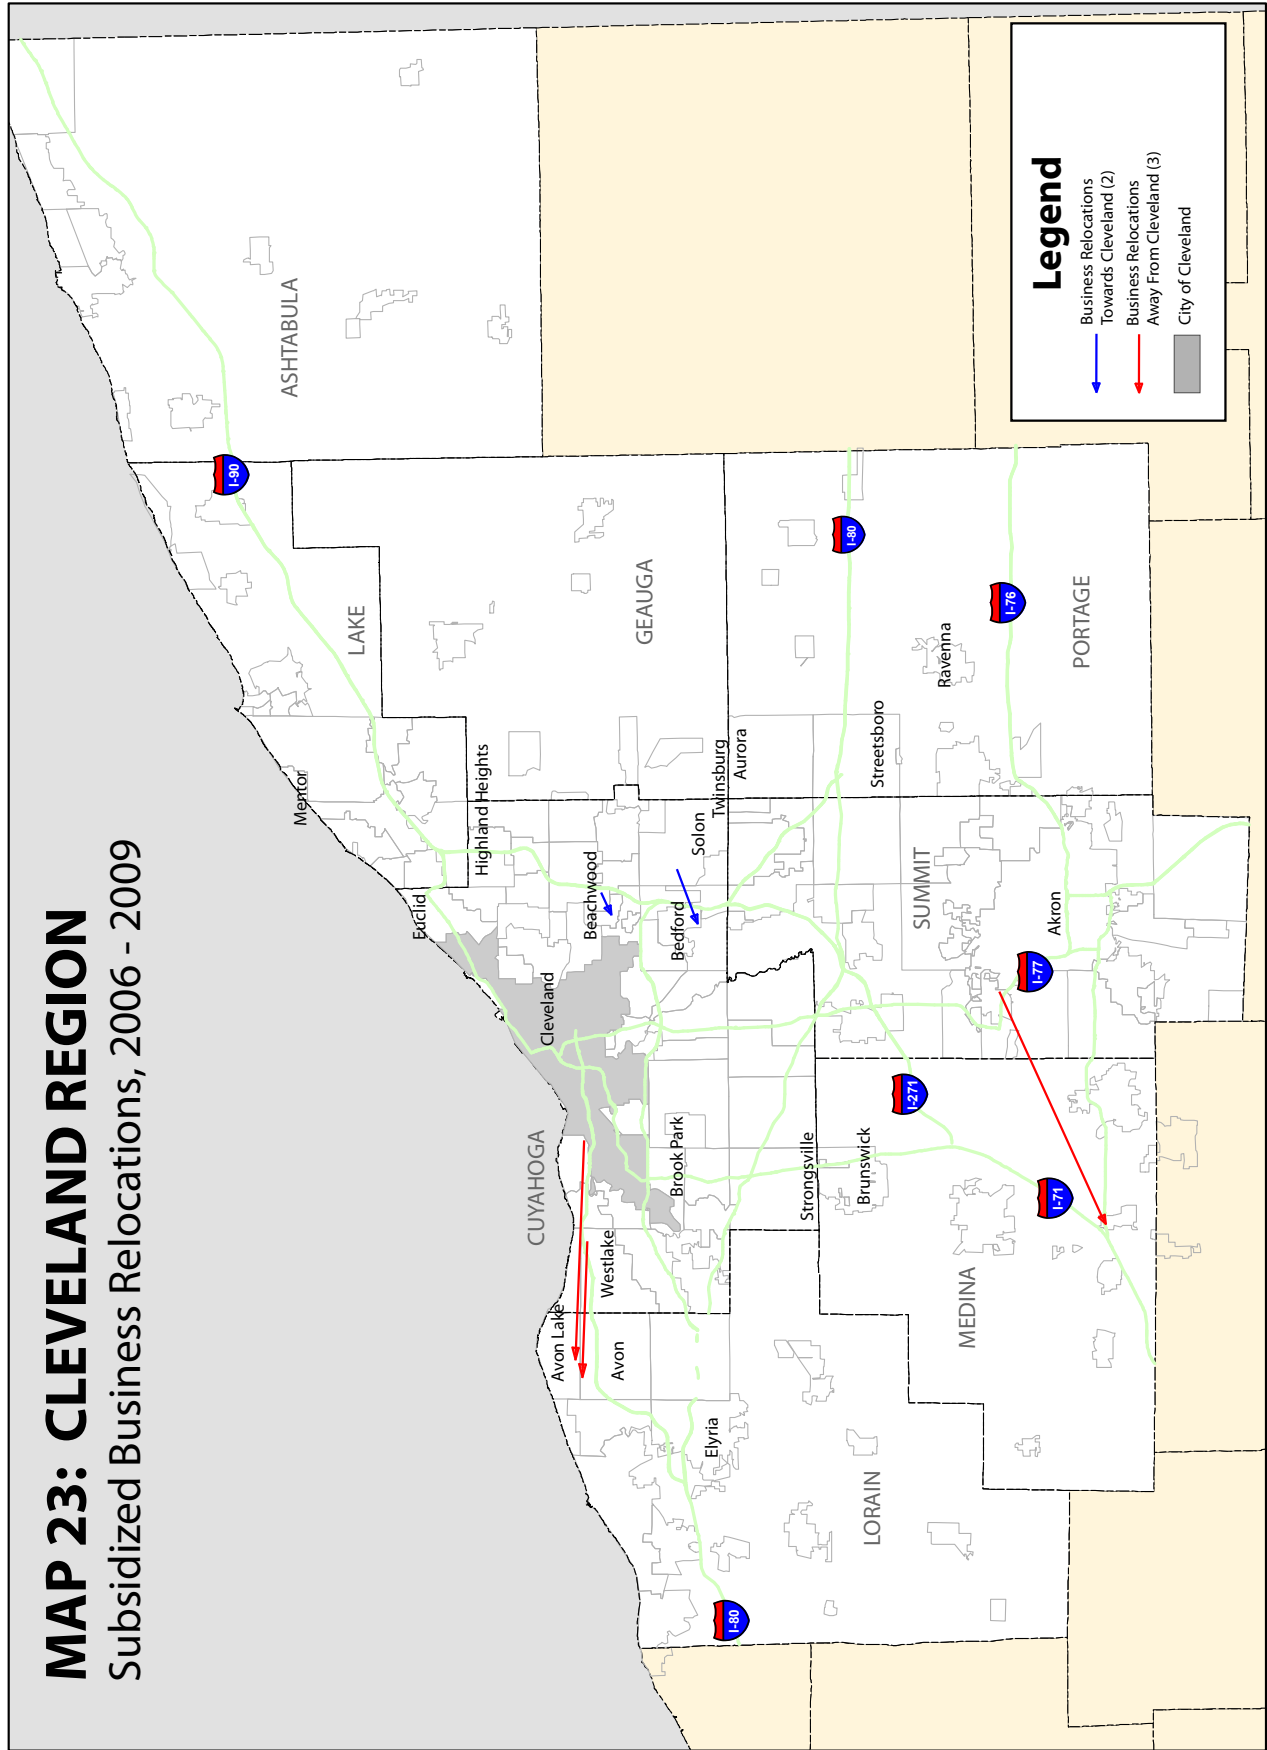 MAP 23: CLEVELAND REGION
Subsidized Business Relocations, 2006 - 2009
ASHTABULA
I-90
LAKE
Mentor
GEAUGA
Highland Heights
Euclid
Beachwood
Cleveland
CUYAHOGA
Solon
Bedford
Twinsburg
Aurora
I-80
Streetsboro
Ravenna
I-76
PORTAGE
SUMMIT
Akron
I-77
I-271
Brook Park
Strongsville
Brunswick
I-71
MEDINA
Westlake
Avon Lake
Avon
Elyria
LORAIN
I-80
Legend
Business Relocations
Towards Cleveland (2)
Business Relocations
Away From Cleveland (3)
City of Cleveland